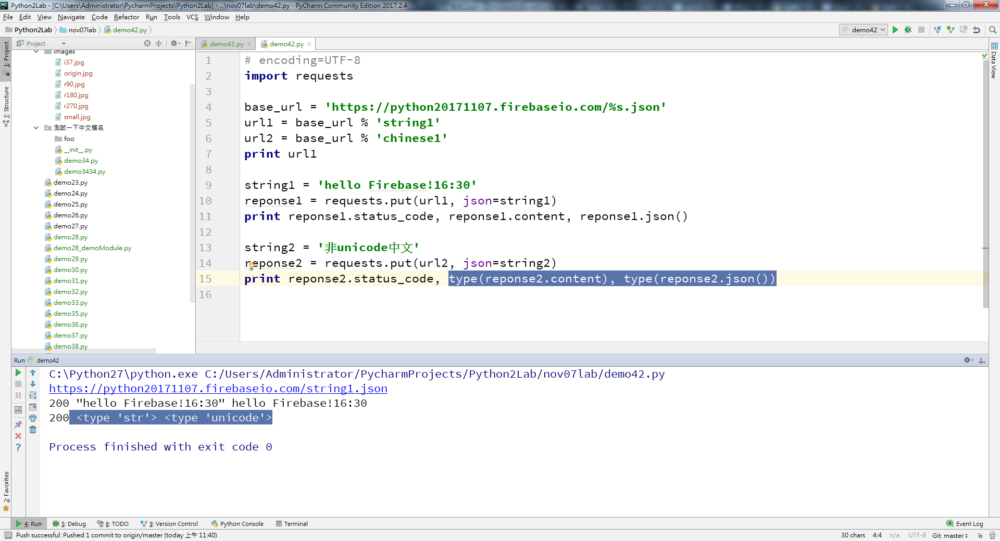 Python2Lab - [C:\Users\Administrator\PycharmProjects\Python2Lab] - ...\nov07lab\demo42.py - PyCharm Community Edition 2017.2.4
File Edit View Navigate Code Refactor Run Tools VCS Window Help
Python2Lab nov07lab demo42.py
demo42
1: Project
7: Structure
2: Favorites
Data View
Project
images
i37.jpg
origin.jpg
r90.jpg
r180.jpg
r270.jpg
small.jpg
測試一下中文檔名
foo
__init__.py
demo34.py
demo3434.py
demo23.py
demo24.py
demo25.py
demo26.py
demo27.py
demo28.py
demo28_demoModule.py
demo29.py
demo30.py
demo31.py
demo32.py
demo33.py
demo35.py
demo36.py
demo37.py
demo38.py
demo41.py demo42.py
1 # encoding=UTF-8
2 import requests
3
4 base_url = 'https://python20171107.firebaseio.com/%s.json'
5 url1 = base_url % 'string1'
6 url2 = base_url % 'chinese1'
7 print url1
8
9 string1 = 'hello Firebase!16:30'
10 reponse1 = requests.put(url1, json=string1)
11 print reponse1.status_code, reponse1.content, reponse1.json()
12
13 string2 = '非unicode中文'
14 reponse2 = requests.put(url2, json=string2)
15 print reponse2.status_code, type(reponse2.content), type(reponse2.json())
16
Run demo42
C:\Python27\python.exe C:/Users/Administrator/PycharmProjects/Python2Lab/nov07lab/demo42.py
https://python20171107.firebaseio.com/string1.json
200 "hello Firebase!16:30" hello Firebase!16:30
200 <type 'str'> <type 'unicode'>
Process finished with exit code 0
4: Run 5: Debug 6: TODO 9: Version Control Python Console Terminal 4 Event Log
Push successful: Pushed 1 commit to origin/master (today 上午 11:40) 30 chars 4:4 n/a UTF-8 Git: master